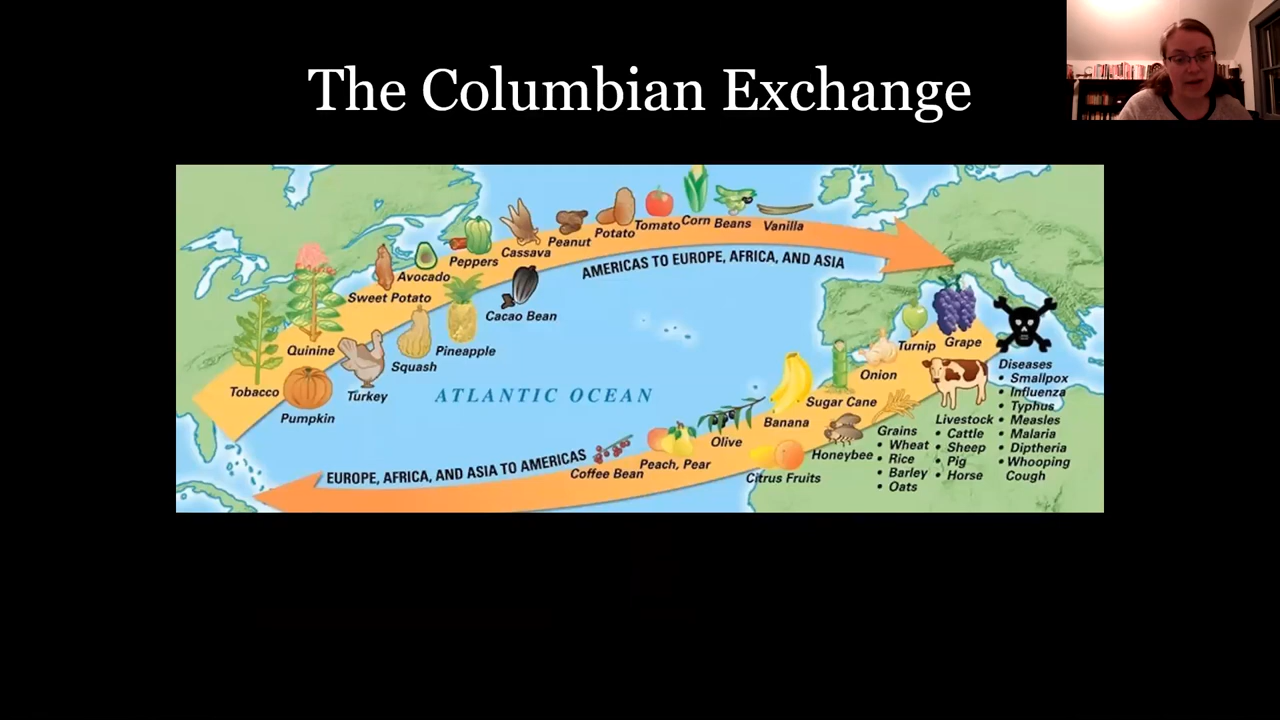 The Columbian Exchange
Tobacco
Quinine
Pumpkin
Turkey
Sweet Potato
Avocado
Squash
Pineapple
Peppers
Cassava
Cacao Bean
Peanut
Potato
Tomato
Corn
Beans
Vanilla
AMERICAS TO EUROPE, AFRICA, AND ASIA
ATLANTIC OCEAN
EUROPE, AFRICA, AND ASIA TO AMERICAS
Coffee Bean
Peach, Pear
Olive
Banana
Citrus Fruits
Sugar Cane
Honeybee
Onion
Turnip
Grape
Grains
• Wheat
• Rice
• Barley
• Oats
Livestock
• Cattle
• Sheep
• Pig
• Horse
Diseases
• Smallpox
• Influenza
• Typhus
• Measles
• Malaria
• Diptheria
• Whooping
Cough